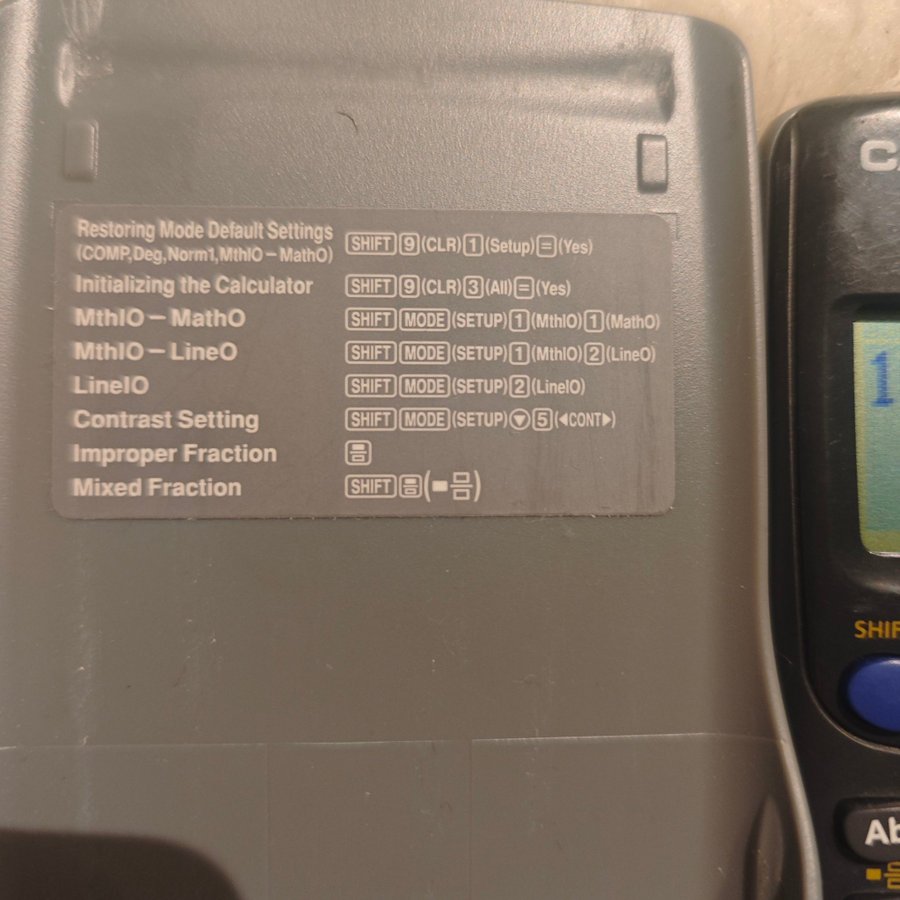 Restoring Mode Default Settings
(COMP,Deg,Norm1,MthIO–MathO)
SHIFT 9 (CLR) 1 (Setup) = (Yes)
Initializing the Calculator SHIFT 9 (CLR) 3 (All) = (Yes)
MthIO–MathO SHIFT MODE (SETUP) 1 (MthIO) 1 (MathO)
MthIO–LineO SHIFT MODE (SETUP) 1 (MthIO) 2 (LineO)
LineIO SHIFT MODE (SETUP) 2 (LineIO)
Contrast Setting SHIFT MODE (SETUP) ▼ 5 (◀CONT▶)
Improper Fraction
Mixed Fraction SHIFT